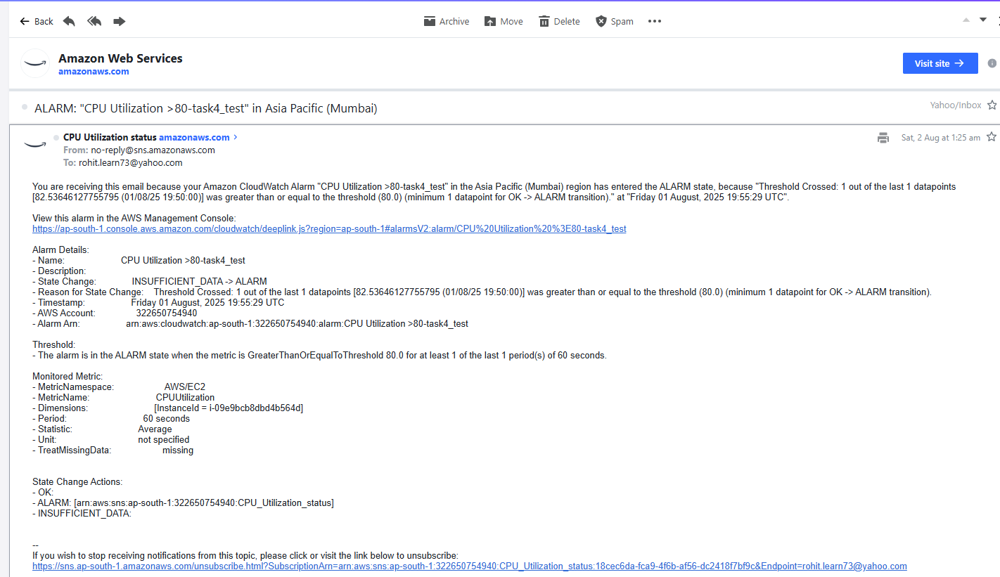 Back
Archive
Move
Delete
Spam
Amazon Web Services
amazonaws.com
Visit site
ALARM: "CPU Utilization >80-task4_test" in Asia Pacific (Mumbai)
Yahoo/Inbox
CPU Utilization status amazonaws.com
Sat, 2 Aug at 1:25 am
From: no-reply@sns.amazonaws.com
To: rohit.learn73@yahoo.com
You are receiving this email because your Amazon CloudWatch Alarm "CPU Utilization >80-task4_test" in the Asia Pacific (Mumbai) region has entered the ALARM state, because "Threshold Crossed: 1 out of the last 1 datapoints
[82.53646127755795 (01/08/25 19:50:00)] was greater than or equal to the threshold (80.0) (minimum 1 datapoint for OK -> ALARM transition)." at "Friday 01 August, 2025 19:55:29 UTC".
View this alarm in the AWS Management Console:
https://ap-south-1.console.aws.amazon.com/cloudwatch/deeplink.js?region=ap-south-1#alarmsV2:alarm/CPU%20Utilization%20%3E80-task4_test
Alarm Details:
- Name: CPU Utilization >80-task4_test
- Description:
- State Change: INSUFFICIENT_DATA -> ALARM
- Reason for State Change: Threshold Crossed: 1 out of the last 1 datapoints [82.53646127755795 (01/08/25 19:50:00)] was greater than or equal to the threshold (80.0) (minimum 1 datapoint for OK -> ALARM transition).
- Timestamp: Friday 01 August, 2025 19:55:29 UTC
- AWS Account: 322650754940
- Alarm Arn: arn:aws:cloudwatch:ap-south-1:322650754940:alarm:CPU Utilization >80-task4_test
Threshold:
- The alarm is in the ALARM state when the metric is GreaterThanOrEqualToThreshold 80.0 for at least 1 of the last 1 period(s) of 60 seconds.
Monitored Metric:
- MetricNamespace: AWS/EC2
- MetricName: CPUUtilization
- Dimensions: [InstanceId = i-09e9bcb8dbd4b564d]
- Period: 60 seconds
- Statistic: Average
- Unit: not specified
- TreatMissingData: missing
State Change Actions:
- OK:
- ALARM: [arn:aws:sns:ap-south-1:322650754940:CPU_Utilization_status]
- INSUFFICIENT_DATA:
--
If you wish to stop receiving notifications from this topic, please click or visit the link below to unsubscribe:
https://sns.ap-south-1.amazonaws.com/unsubscribe.html?SubscriptionArn=arn:aws:sns:ap-south-1:322650754940:CPU_Utilization_status:18cec6da-fca9-4f6b-af56-dc2418f7bf9c&Endpoint=rohit.learn73@yahoo.com